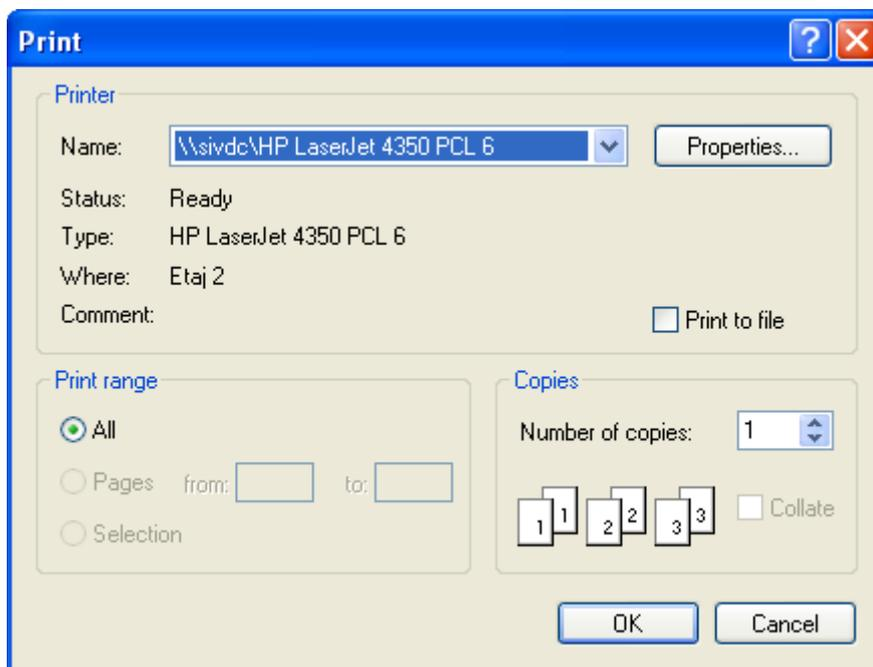 Print
Printer
Name: \\sivdc\HP LaserJet 4350 PCL 6 Properties...
Status: Ready
Type: HP LaserJet 4350 PCL 6
Where: Etaj 2
Comment: Print to file
Print range
All
Pages from: to:
Selection
Copies
Number of copies: 1
1 1 2 2 3 3 Collate
OK Cancel